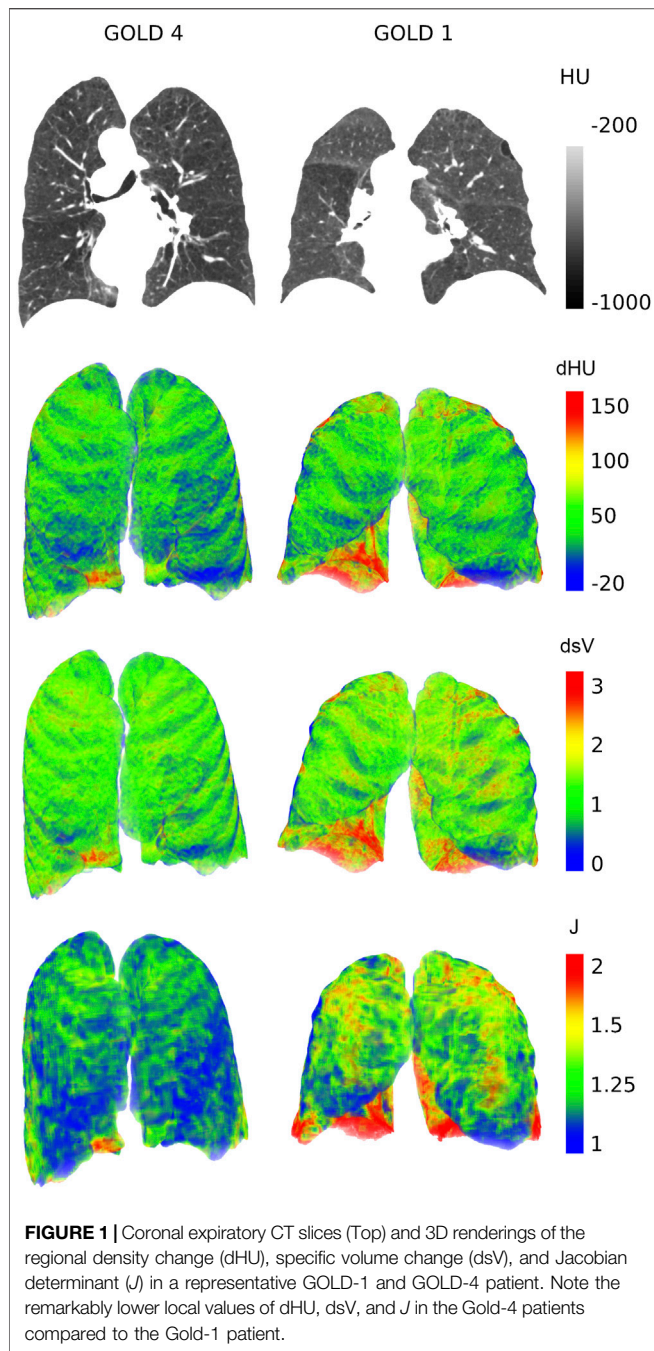 GOLD 4
GOLD 1
HU
-200
-1000
dHU
150
100
50
-20
dsV
3
2
1
0
J
2
1.5
1.25
1
FIGURE 1 | Coronal expiratory CT slices (Top) and 3D renderings of the
regional density change (dHU), specific volume change (dsV), and Jacobian
determinant (J) in a representative GOLD-1 and GOLD-4 patient. Note the
remarkably lower local values of dHU, dsV, and J in the Gold-4 patients
compared to the Gold-1 patient.